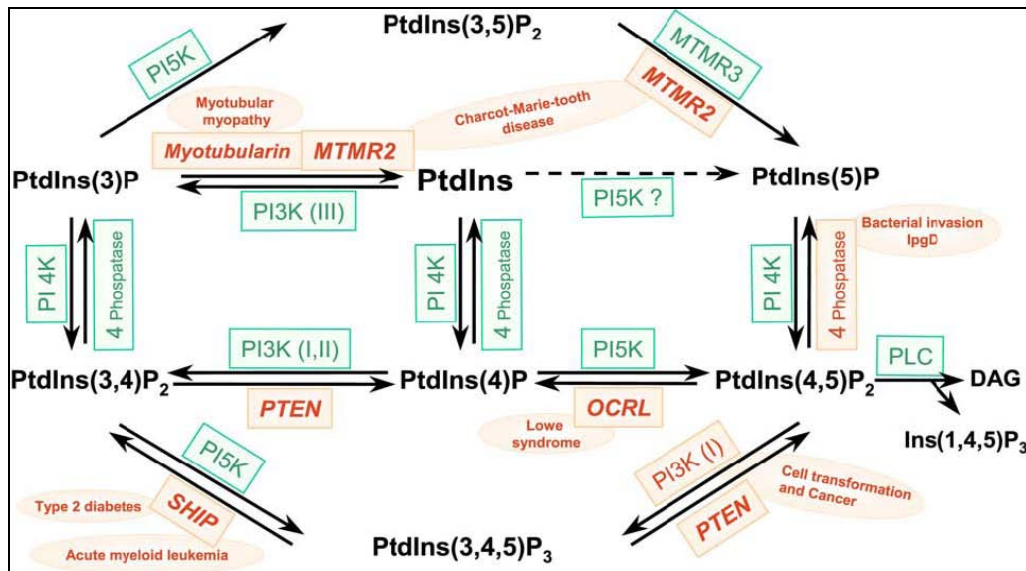 PtdIns(3,5)P₂
PI5K
MTMR3
MTMR2
Myotubular
myopathy
Charcot-Marie-tooth
disease
Myotubularin
MTMR2
PtdIns(3)P
PtdIns
PtdIns(5)P
PI3K (III)
PI5K ?
Bacterial invasion
IpgD
PI 4K
4 Phospatase
PI 4K
4 Phospatase
PI 4K
4 Phosphatase
PI3K (I,II)
PI5K
PLC
PtdIns(3,4)P₂
PtdIns(4)P
PtdIns(4,5)P₂
DAG
PTEN
OCRL
Lowe
syndrome
Ins(1,4,5)P₃
PI5K
PI3K (I)
Type 2 diabetes
SHIP
PTEN
Cell transformation
and Cancer
Acute myeloid leukemia
PtdIns(3,4,5)P₃